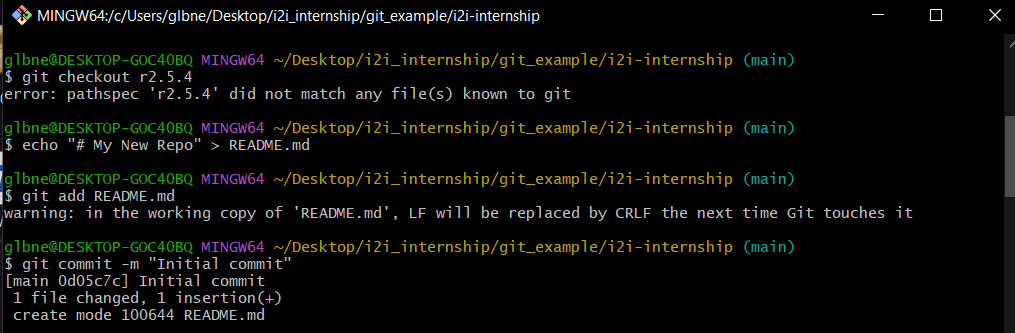 MINGW64:/c/Users/glbne/Desktop/i2i_internship/git_example/i2i-internship
glbne@DESKTOP-GOC40BQ MINGW64 ~/Desktop/i2i_internship/git_example/i2i-internship (main)
$ git checkout r2.5.4
error: pathspec 'r2.5.4' did not match any file(s) known to git
glbne@DESKTOP-GOC40BQ MINGW64 ~/Desktop/i2i_internship/git_example/i2i-internship (main)
$ echo "# My New Repo" > README.md
glbne@DESKTOP-GOC40BQ MINGW64 ~/Desktop/i2i_internship/git_example/i2i-internship (main)
$ git add README.md
warning: in the working copy of 'README.md', LF will be replaced by CRLF the next time Git touches it
glbne@DESKTOP-GOC40BQ MINGW64 ~/Desktop/i2i_internship/git_example/i2i-internship (main)
$ git commit -m "Initial commit"
[main 0d05c7c] Initial commit
 1 file changed, 1 insertion(+)
 create mode 100644 README.md